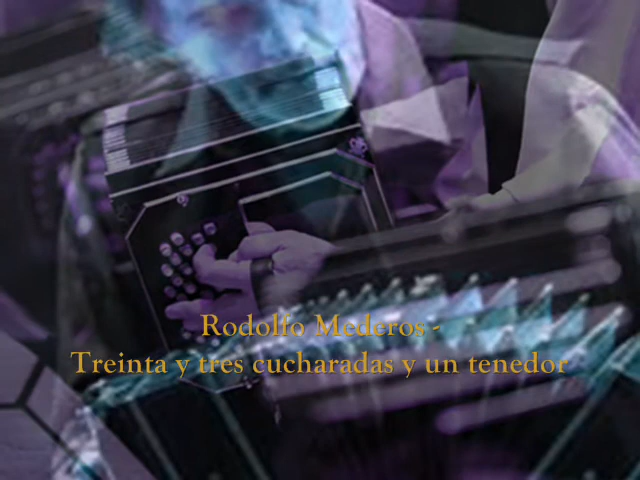 Rodolfo Mederos -
Treinta y tres cucharadas y un tenedor